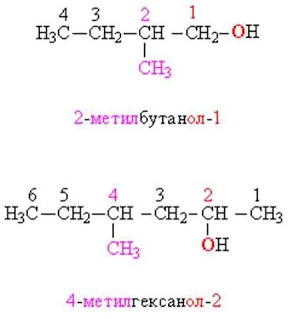 4 3 2 1
H₃C–CH₂–CH–CH₂–OH
CH₃
2-метилбутанол-1
6 5 4 3 2 1
H₃C–CH₂–CH–CH₂–CH–CH₃
CH₃ OH
4-метилгексанол-2